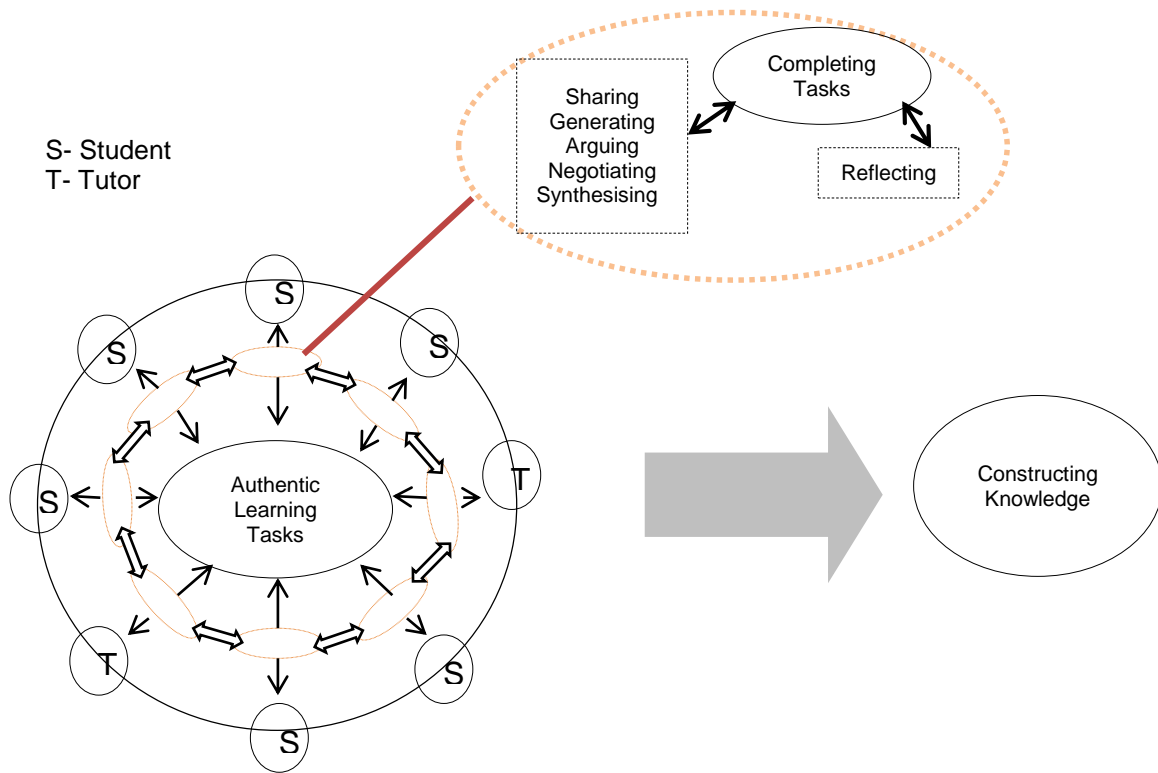 Completing
Tasks
Sharing
Generating
Arguing
Negotiating
Synthesising
Reflecting
S- Student
T- Tutor
S
S
S
S
T
T
S
S
Authentic
Learning
Tasks
Constructing
Knowledge